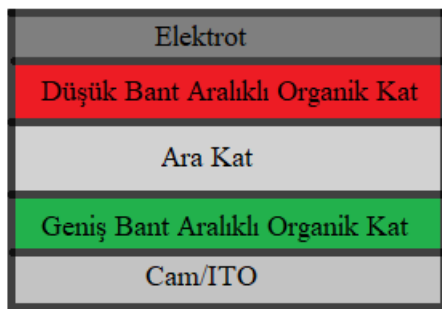 Elektrot
Düşük Bant Aralıklı Organik Kat
Ara Kat
Geniş Bant Aralıklı Organik Kat
Cam/ITO